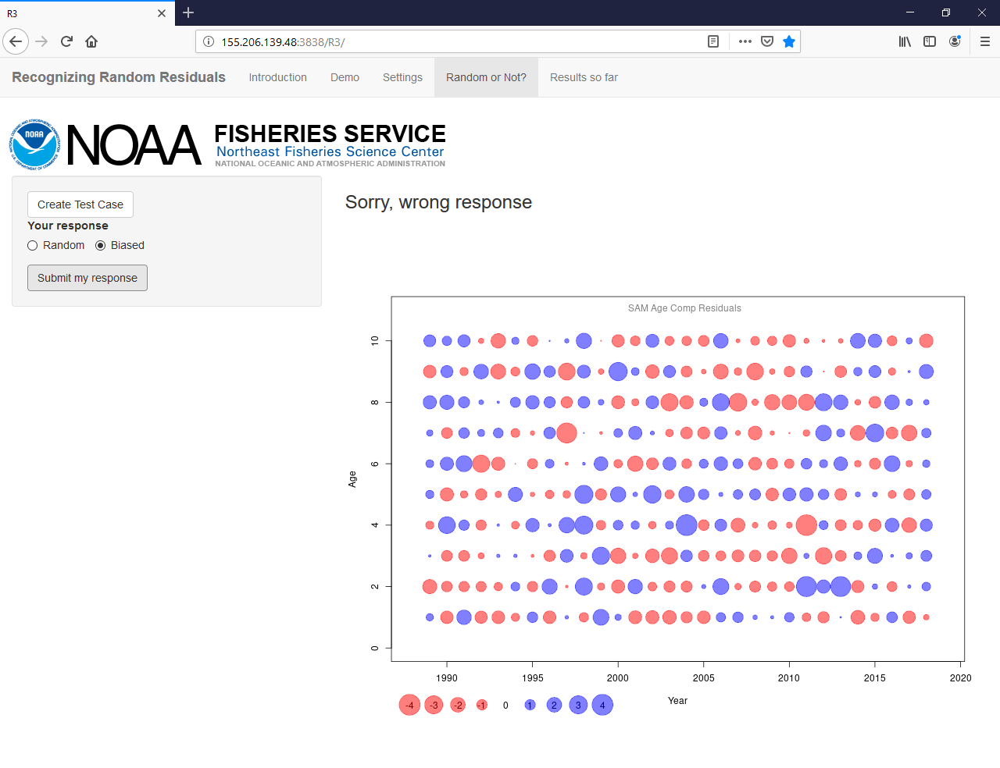 R3
155.206.139.48:3838/R3/
Recognizing Random Residuals Introduction Demo Settings Random or Not? Results so far
NOAA FISHERIES SERVICE
Northeast Fisheries Science Center
NATIONAL OCEANIC AND ATMOSPHERIC ADMINISTRATION
Create Test Case
Your response
Random Biased
Submit my response
Sorry, wrong response
SAM Age Comp Residuals
10
8
6
4
2
0
Age
1990 1995 2000 2005 2010 2015 2020
Year
-4 -3 -2 -1 0 1 2 3 4